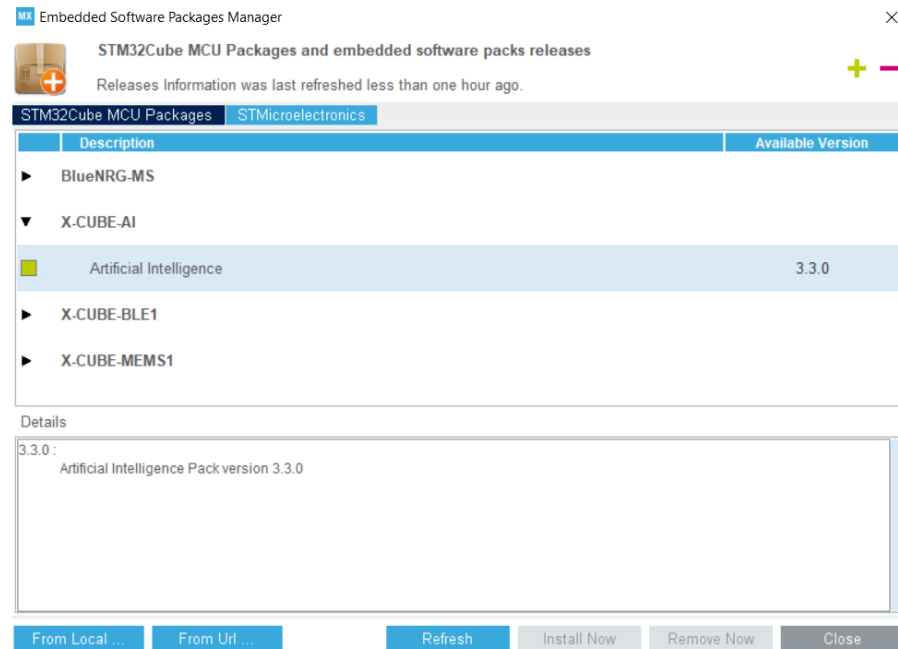 MX Embedded Software Packages Manager
STM32Cube MCU Packages and embedded software packs releases
Releases Information was last refreshed less than one hour ago.
STM32Cube MCU Packages STMicroelectronics
Description Available Version
BlueNRG-MS
X-CUBE-AI
Artificial Intelligence 3.3.0
X-CUBE-BLE1
X-CUBE-MEMS1
Details
3.3.0 :
Artificial Intelligence Pack version 3.3.0
From Local ... From Url ... Refresh Install Now Remove Now Close